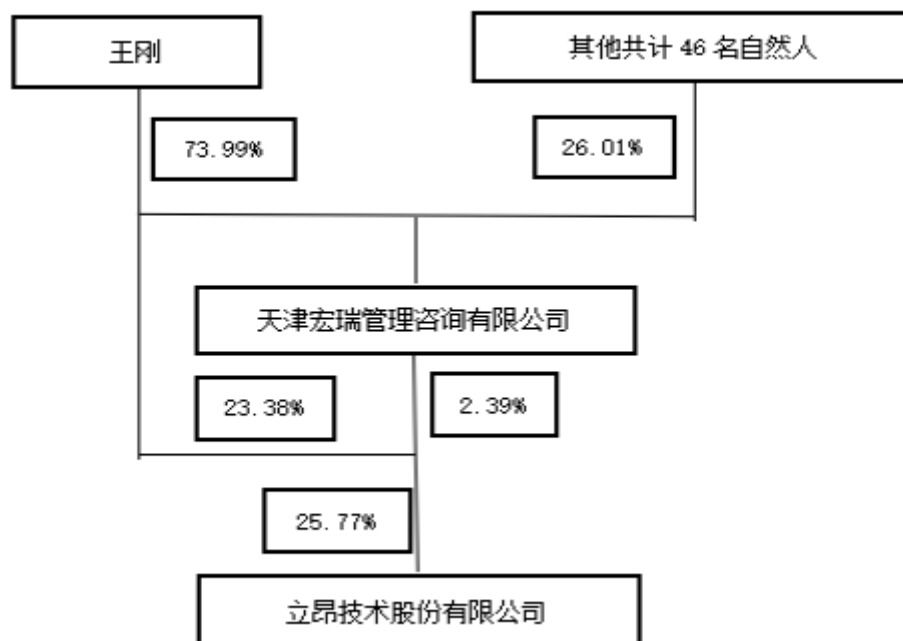 王刚
其他共计 46 名自然人
73.99%
26.01%
天津宏瑞管理咨询有限公司
23.38%
2.39%
25.77%
立昂技术股份有限公司